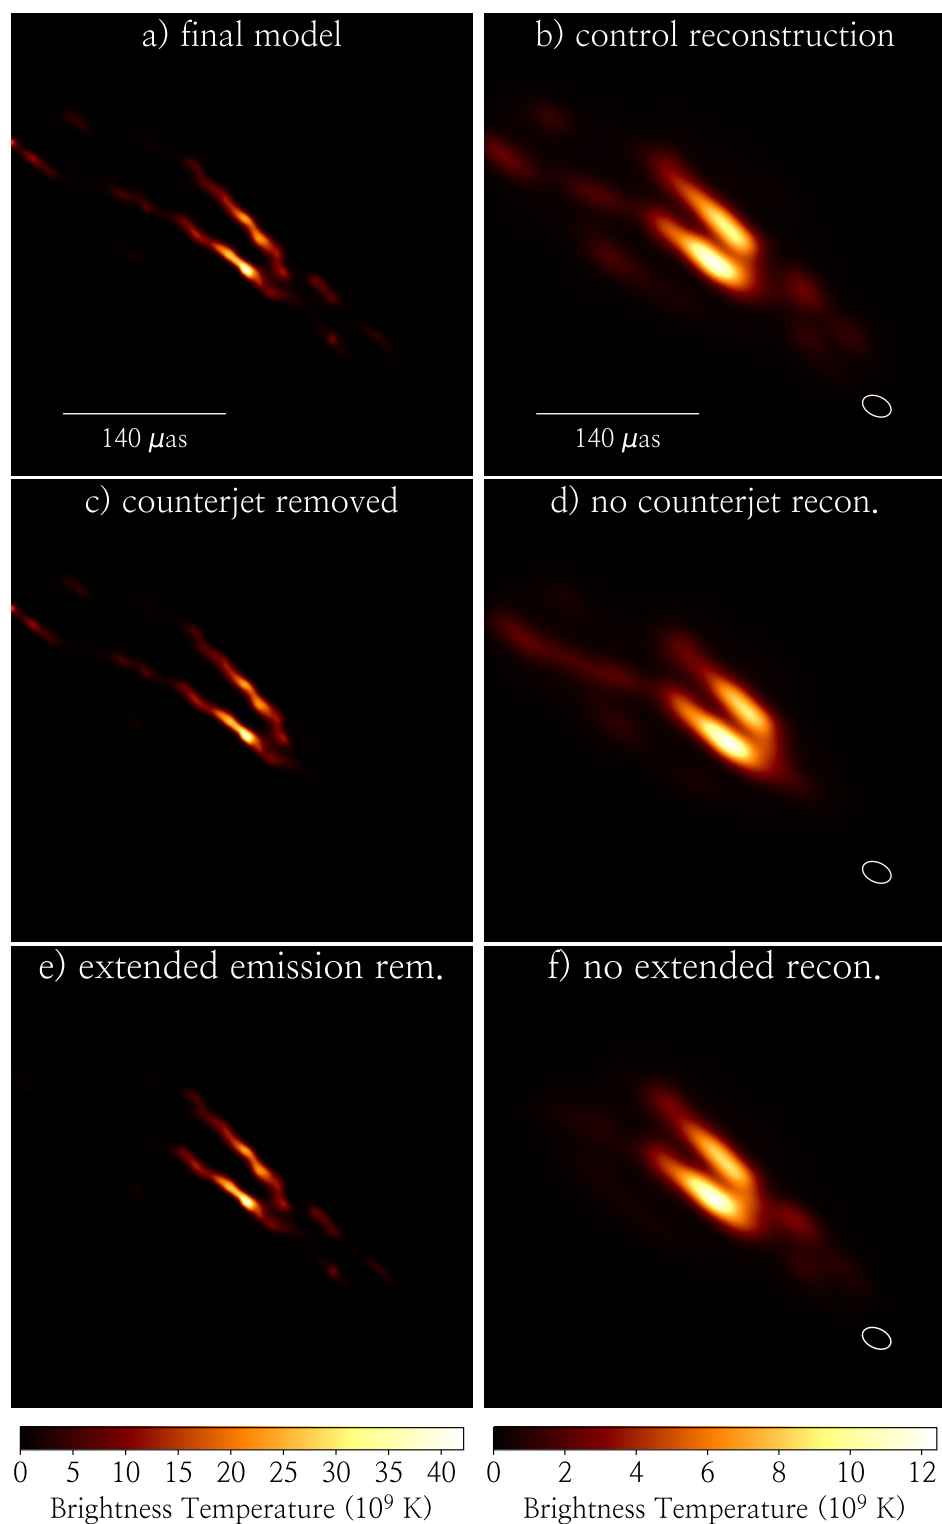 a) final model
b) control reconstruction
140 μas
140 μas
c) counterjet removed
d) no counterjet recon.
e) extended emission rem.
f) no extended recon.
0 5 10 15 20 25 30 35 40
Brightness Temperature (10⁹ K)
0 2 4 6 8 10 12
Brightness Temperature (10⁹ K)